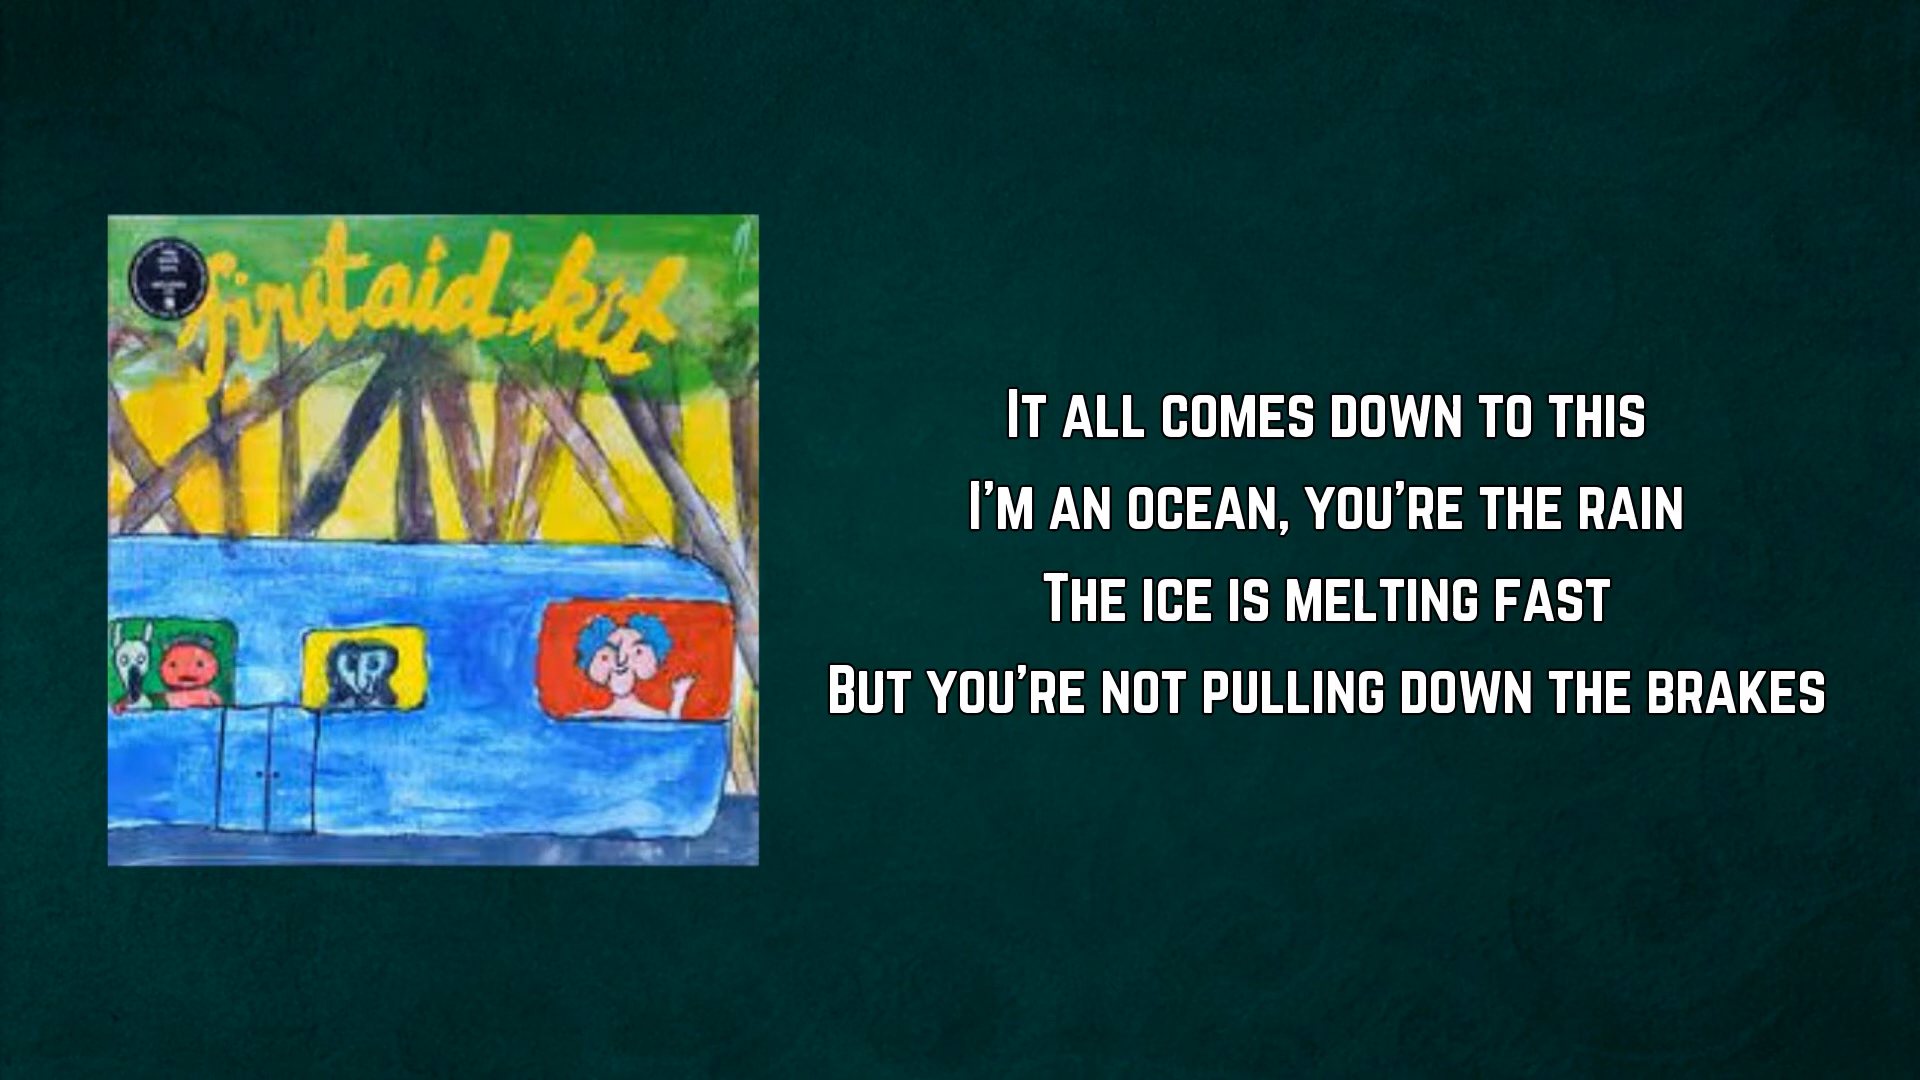 first aid kit
It all comes down to this
I'm an ocean, you're the rain
The ice is melting fast
But you're not pulling down the brakes